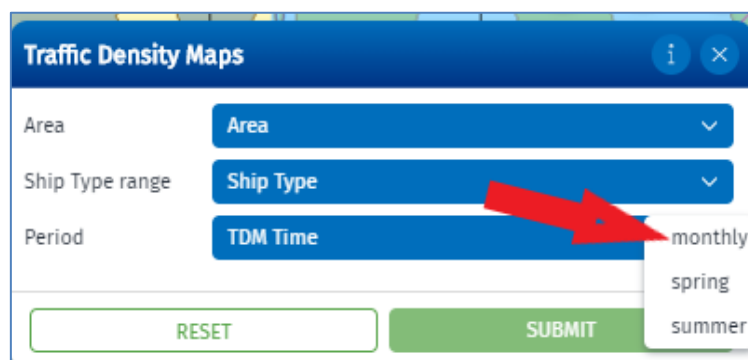 Traffic Density Maps
i
Area Area
Ship Type range Ship Type
Period TDM Time monthly
spring
RESET SUBMIT summer